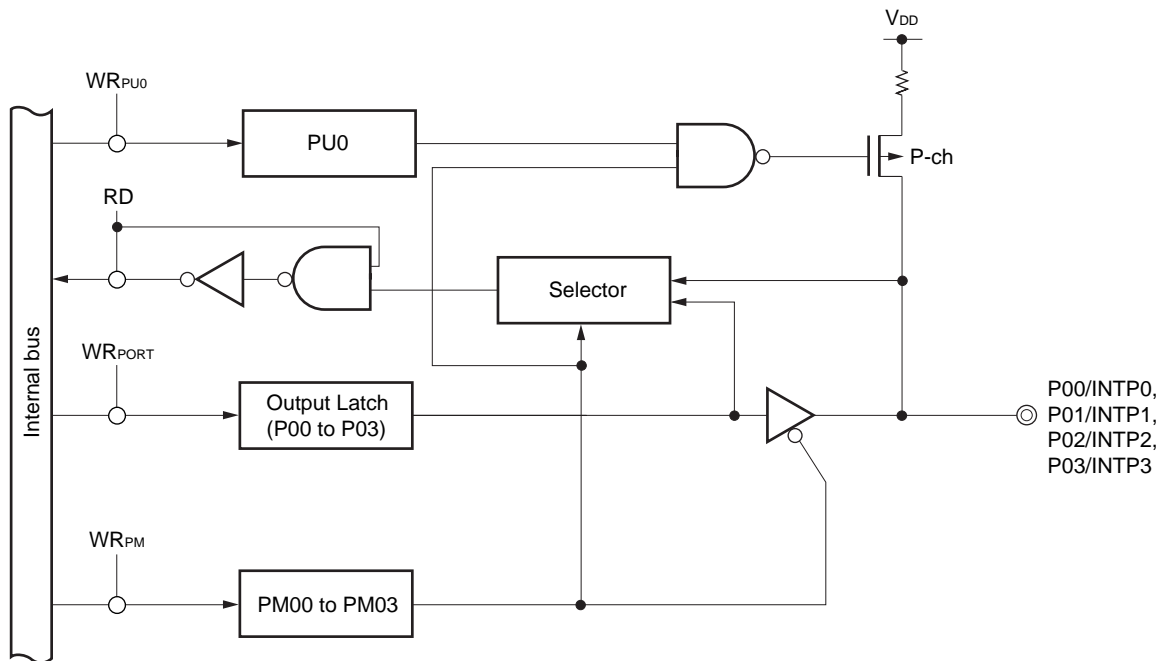 VDD
WRPU0
PU0
P-ch
RD
Selector
Internal bus
WRPORT
Output Latch
(P00 to P03)
P00/INTP0,
P01/INTP1,
P02/INTP2,
P03/INTP3
WRPM
PM00 to PM03